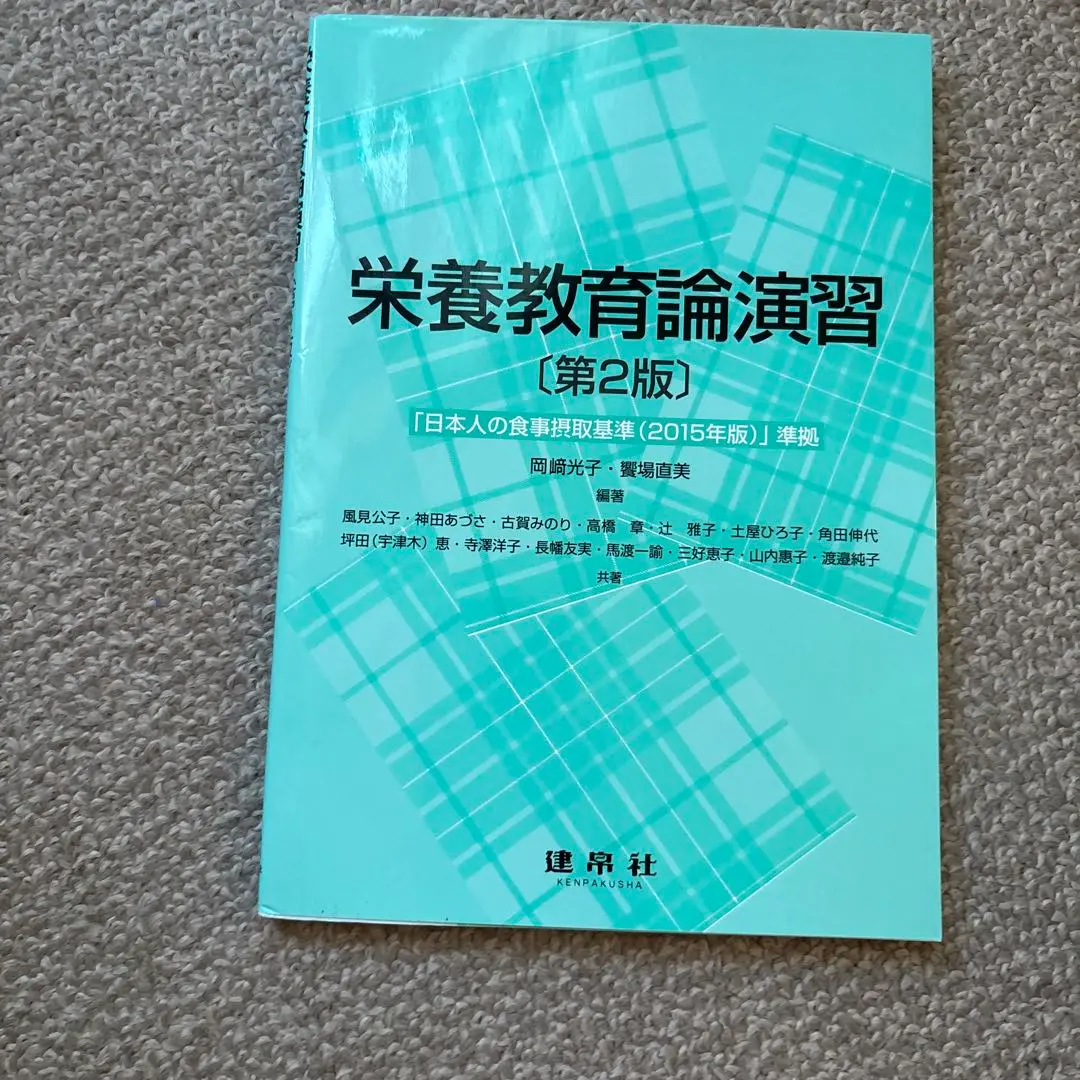 栄養教育論演習
〔第2版〕
「日本人の食事摂取基準(2015年版)」準拠
岡﨑光子・饗場直美
編著
風見公子・神田あづさ・古賀みのり・高橋 章・辻 雅子・土屋ひろ子・角田伸代
坪田(宇津木)恵・寺澤洋子・長幡友実・馬渡一諭・三好恵子・山内惠子・渡邉純子
共著
建帛社
KENPAKUSHA